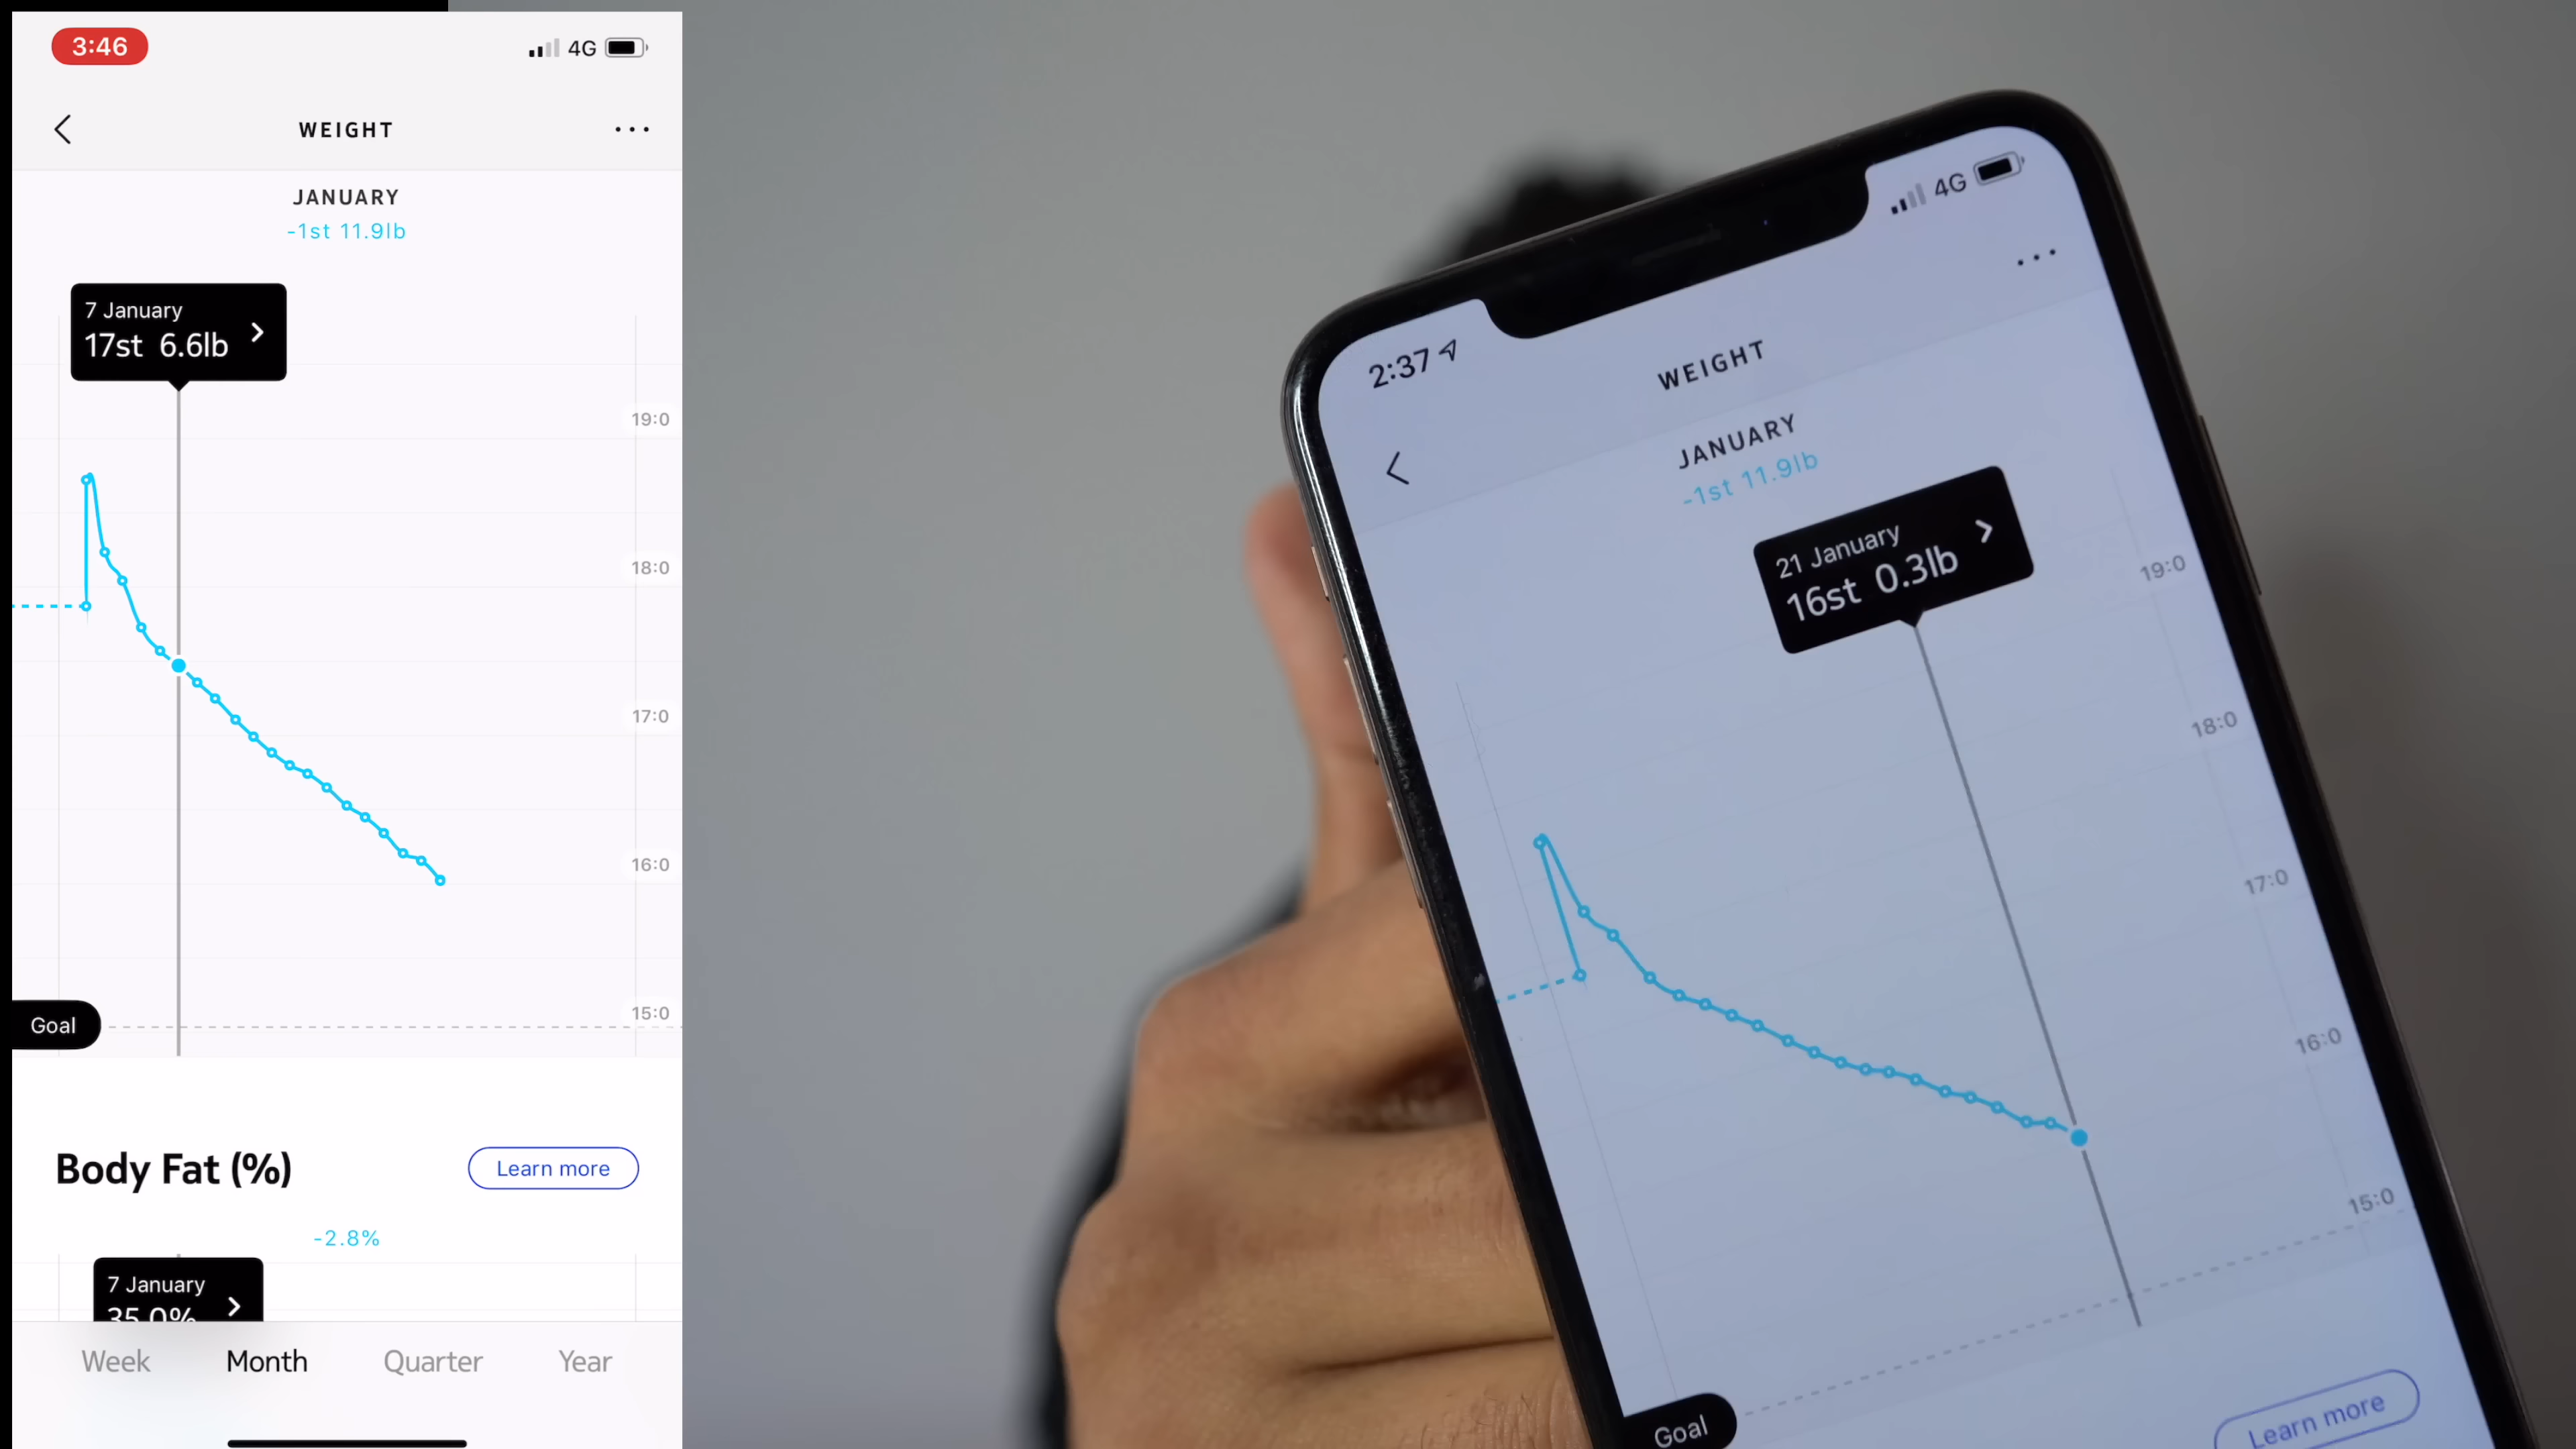 3:46
4G
WEIGHT
JANUARY
-1st 11.9lb
7 January
17st 6.6lb
19:0
18:0
17:0
16:0
15:0
Goal
Body Fat (%)
Learn more
-2.8%
7 January
35.0%
Week
Month
Quarter
Year
2:37
4G
WEIGHT
JANUARY
-1st 11.9lb
21 January
16st 0.3lb
19:0
18:0
17:0
16:0
15:0
Goal
Learn more